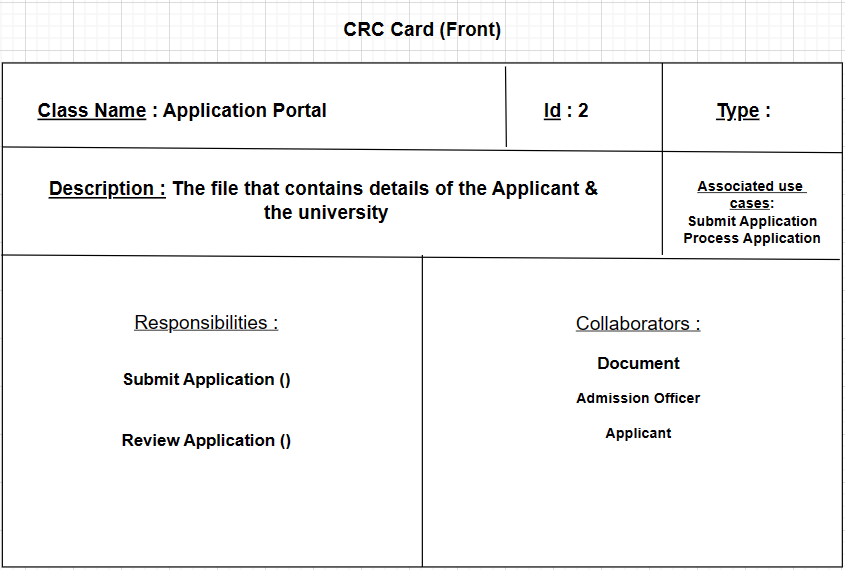 CRC Card (Front)
Class Name : Application Portal
Id : 2
Type :
Description : The file that contains details of the Applicant &
the university
Associated use
cases:
Submit Application
Process Application
Responsibilities :
Submit Application ()
Review Application ()
Collaborators :
Document
Admission Officer
Applicant